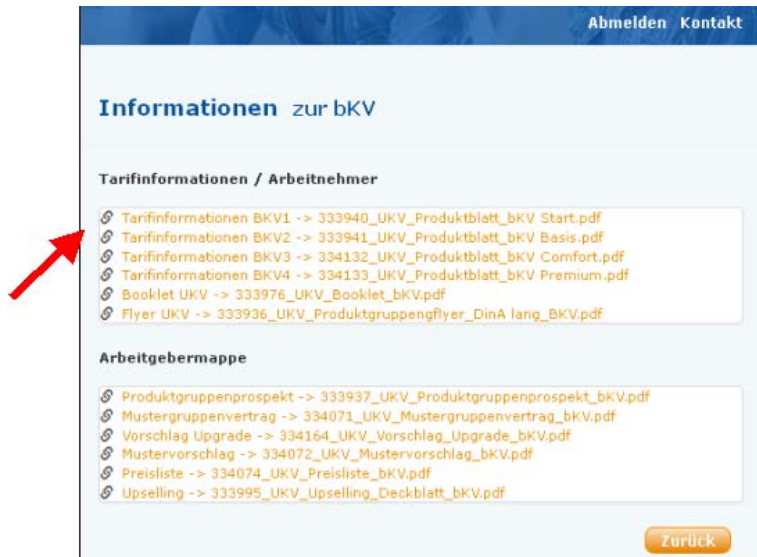 Abmelden Kontakt
Informationen zur bKV
Tarifinformationen / Arbeitnehmer
Tarifinformationen BKV1 -> 333940_UKV_Produktblatt_bKV Start.pdf
Tarifinformationen BKV2 -> 333941_UKV_Produktblatt_bKV Basis.pdf
Tarifinformationen BKV3 -> 334132_UKV_Produktblatt_bKV Comfort.pdf
Tarifinformationen BKV4 -> 334133_UKV_Produktblatt_bKV Premium.pdf
Booklet UKV -> 333976_UKV_Booklet_bKV.pdf
Flyer UKV -> 333936_UKV_Produktgruppengflyer_DinA lang_BKV.pdf
Arbeitgebermappe
Produktgruppenprospekt -> 333937_UKV_Produktgruppenprospekt_bKV.pdf
Mustergruppenvertrag -> 334071_UKV_Mustergruppenvertrag_bKV.pdf
Vorschlag Upgrade -> 334164_UKV_Vorschlag_Upgrade_bKV.pdf
Mustervorschlag -> 334072_UKV_Mustervorschlag_bKV.pdf
Preisliste -> 334074_UKV_Preisliste_bKV.pdf
Upselling -> 333995_UKV_Upselling_Deckblatt_bKV.pdf
Zurück